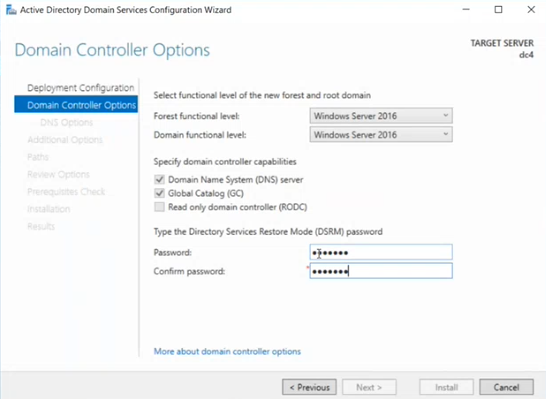 Active Directory Domain Services Configuration Wizard
Domain Controller Options
TARGET SERVER
dc4
Deployment Configuration
Domain Controller Options
DNS Options
Additional Options
Paths
Review Options
Prerequisites Check
Installation
Results
Select functional level of the new forest and root domain
Forest functional level: Windows Server 2016
Domain functional level: Windows Server 2016
Specify domain controller capabilities
Domain Name System (DNS) server
Global Catalog (GC)
Read only domain controller (RODC)
Type the Directory Services Restore Mode (DSRM) password
Password: •••••••
Confirm password: •••••••
More about domain controller options
< Previous Next > Install Cancel